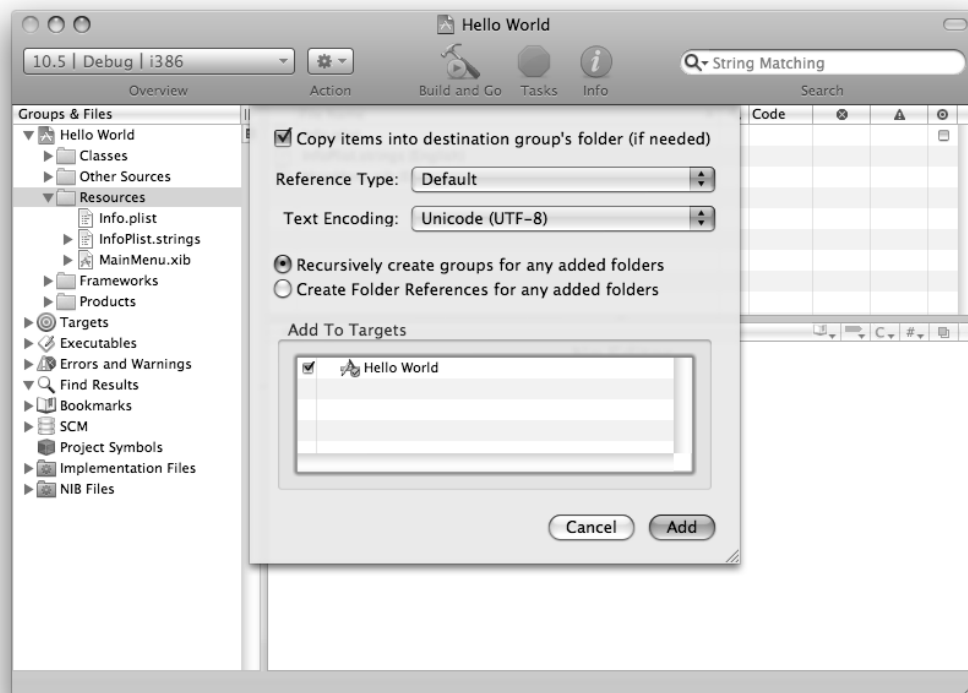 Hello World
10.5 | Debug | i386
String Matching
Overview
Action
Build and Go
Tasks
Info
Search
Groups & Files
Code
Hello World
Classes
Other Sources
Resources
Info.plist
InfoPlist.strings
MainMenu.xib
Frameworks
Products
Targets
Executables
Errors and Warnings
Find Results
Bookmarks
SCM
Project Symbols
Implementation Files
NIB Files
Copy items into destination group's folder (if needed)
Reference Type: Default
Text Encoding: Unicode (UTF-8)
Recursively create groups for any added folders
Create Folder References for any added folders
Add To Targets
Hello World
Cancel
Add
C
#